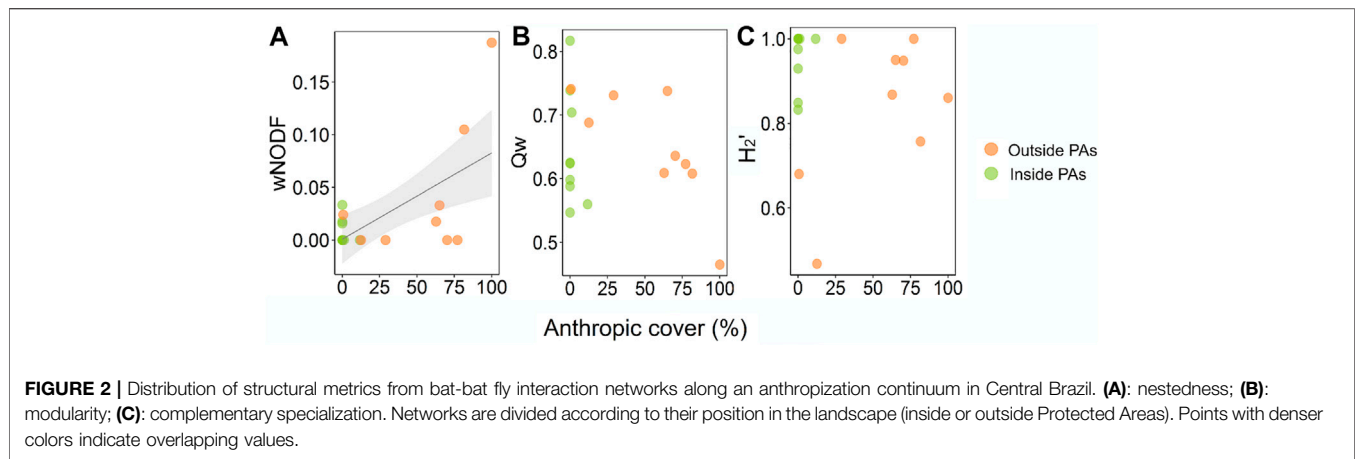 A
B
C
wNODF
0.15
0.10
0.05
0.00
0 25 50 75 100
Qw
0.8
0.7
0.6
0.5
0 25 50 75 100
H2'
1.0
0.8
0.6
0 25 50 75 100
Outside PAs
Inside PAs
Anthropic cover (%)
FIGURE 2 | Distribution of structural metrics from bat-bat fly interaction networks along an anthropization continuum in Central Brazil. (A): nestedness; (B):
modularity; (C): complementary specialization. Networks are divided according to their position in the landscape (inside or outside Protected Areas). Points with denser
colors indicate overlapping values.